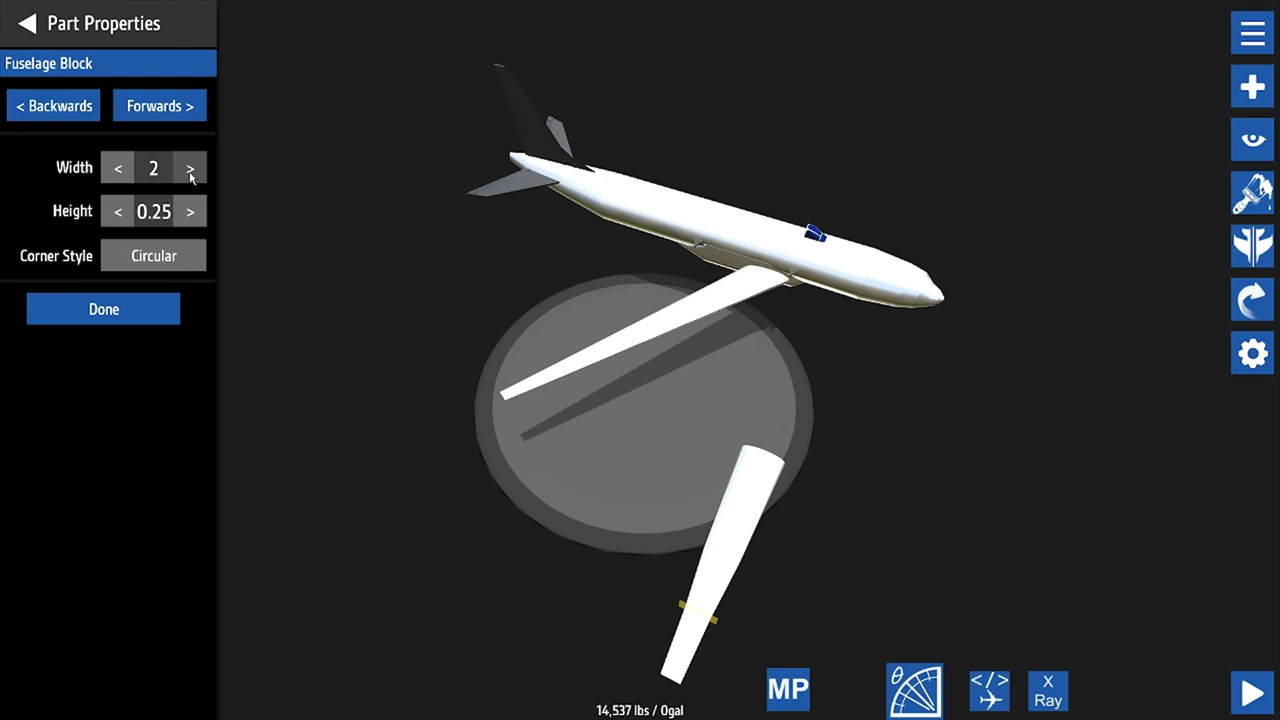 Part Properties
Fuselage Block
< Backwards
Forwards >
Width < 2 >
Height < 0.25 >
Corner Style Circular
Done
14,537 lbs / 0gal
MP
θ
</>
X
Ray